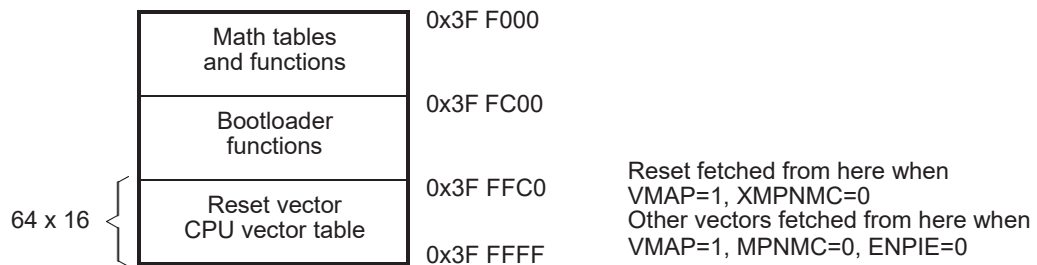 0x3F F000
Math tables
and functions
0x3F FC00
Bootloader
functions
0x3F FFC0
Reset vector
CPU vector table
64 x 16
0x3F FFFF
Reset fetched from here when
VMAP=1, XMPNMC=0
Other vectors fetched from here when
VMAP=1, MPNMC=0, ENPIE=0